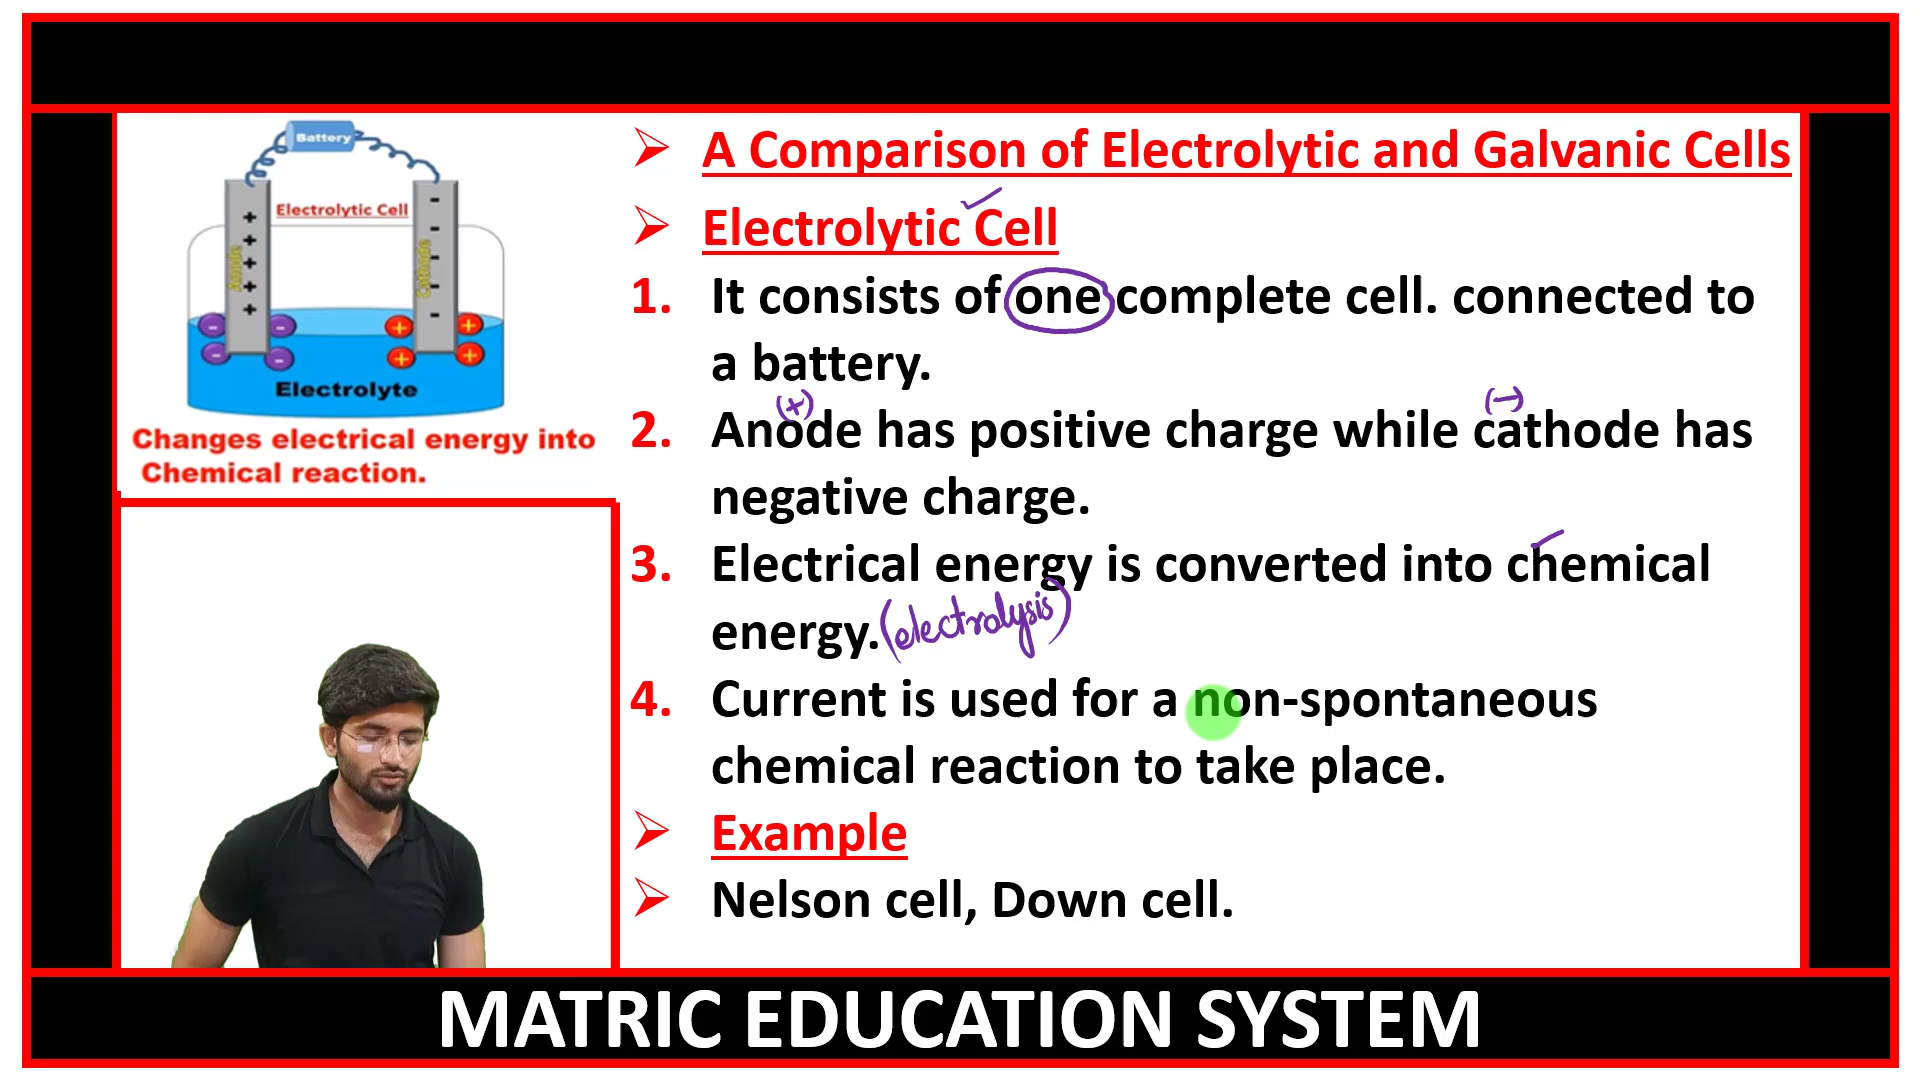 Battery
A Comparison of Electrolytic and Galvanic Cells
Electrolytic Cell
Electrolytic Cell
+
+
+
+
+
Anode
-
-
-
-
-
Cathode
- - + +
- - + +
Electrolyte
Changes electrical energy into
Chemical reaction.
1. It consists of one complete cell. connected to
a battery.
(+) (-)
2. Anode has positive charge while cathode has
negative charge.
3. Electrical energy is converted into chemical
energy. (electrolysis)
4. Current is used for a non-spontaneous
chemical reaction to take place.
Example
Nelson cell, Down cell.
MATRIC EDUCATION SYSTEM